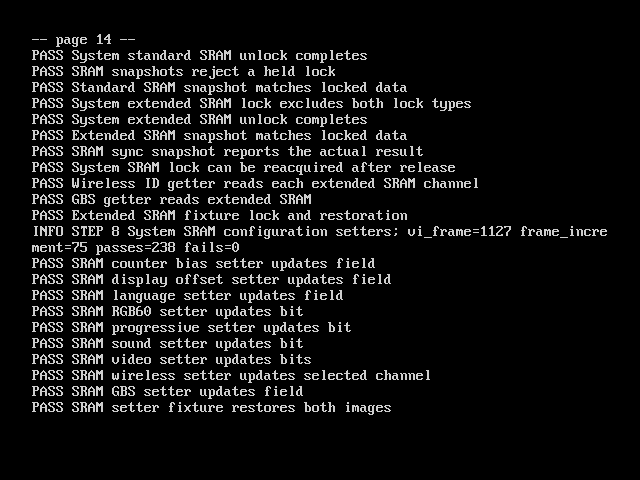 -- page 14 --
PASS System standard SRAM unlock completes
PASS SRAM snapshots reject a held lock
PASS Standard SRAM snapshot matches locked data
PASS System extended SRAM lock excludes both lock types
PASS System extended SRAM unlock completes
PASS Extended SRAM snapshot matches locked data
PASS SRAM sync snapshot reports the actual result
PASS System SRAM lock can be reacquired after release
PASS Wireless ID getter reads each extended SRAM channel
PASS GBS getter reads extended SRAM
PASS Extended SRAM fixture lock and restoration
INFO STEP 8 System SRAM configuration setters; vi_frame=1127 frame_incre
ment=75 passes=238 fails=0
PASS SRAM counter bias setter updates field
PASS SRAM display offset setter updates field
PASS SRAM language setter updates field
PASS SRAM RGB60 setter updates bit
PASS SRAM progressive setter updates bit
PASS SRAM sound setter updates bit
PASS SRAM video setter updates bits
PASS SRAM wireless setter updates selected channel
PASS SRAM GBS setter updates field
PASS SRAM setter fixture restores both images